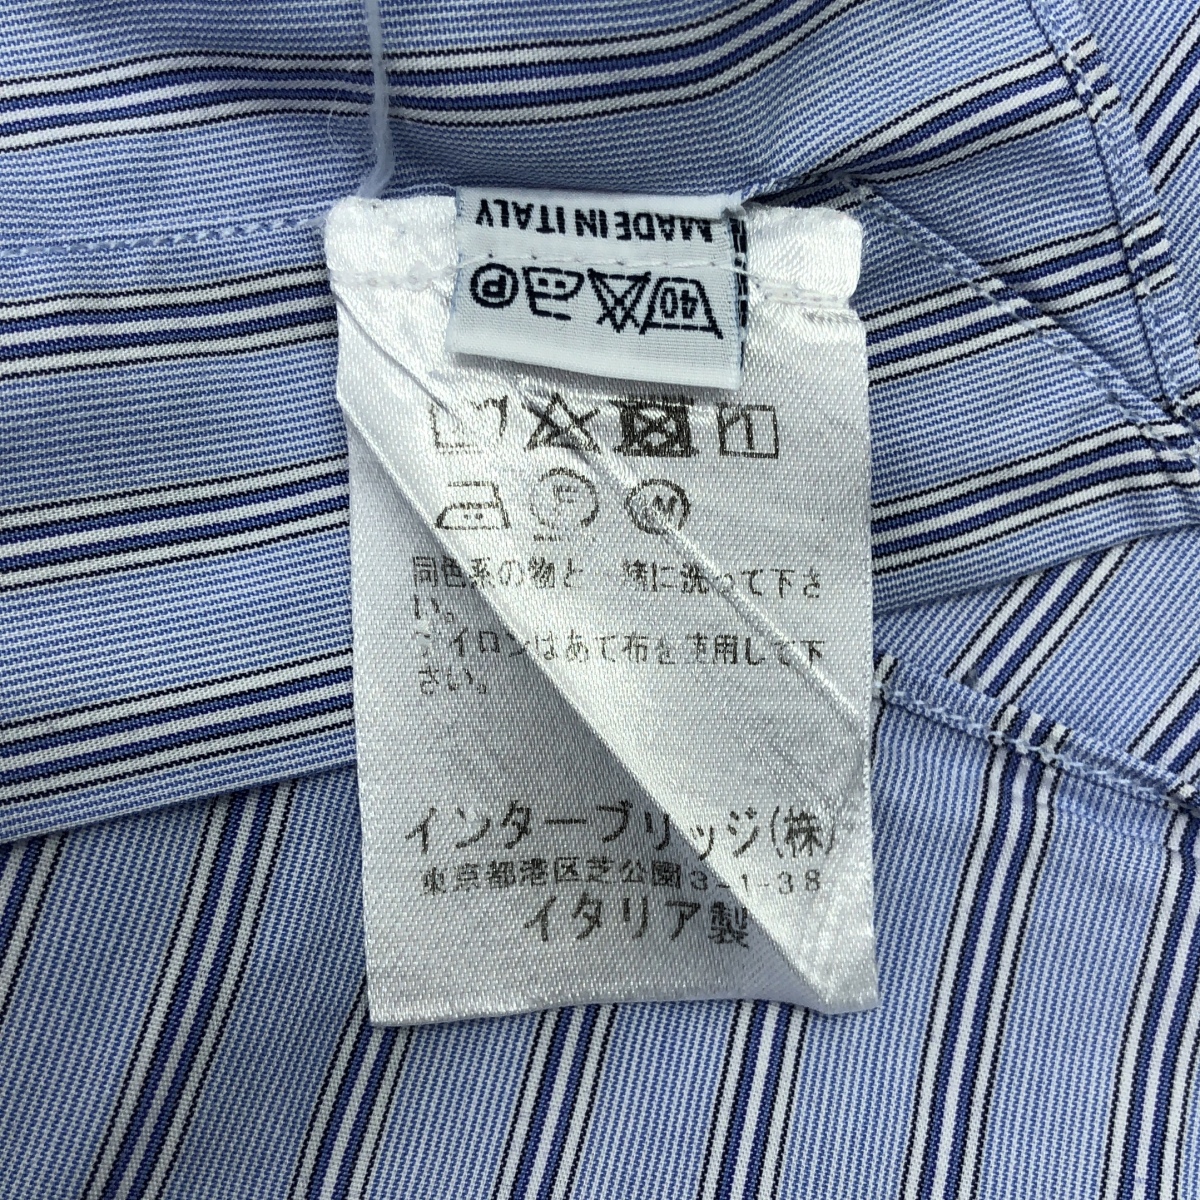 MADE IN ITALY
40 P
F W
同色系の物と一緒に洗って下さ
い。
アイロンはあて布を使用して下
さい。
インターブリッジ(株)
東京都港区芝公園3-1-38
イタリア製